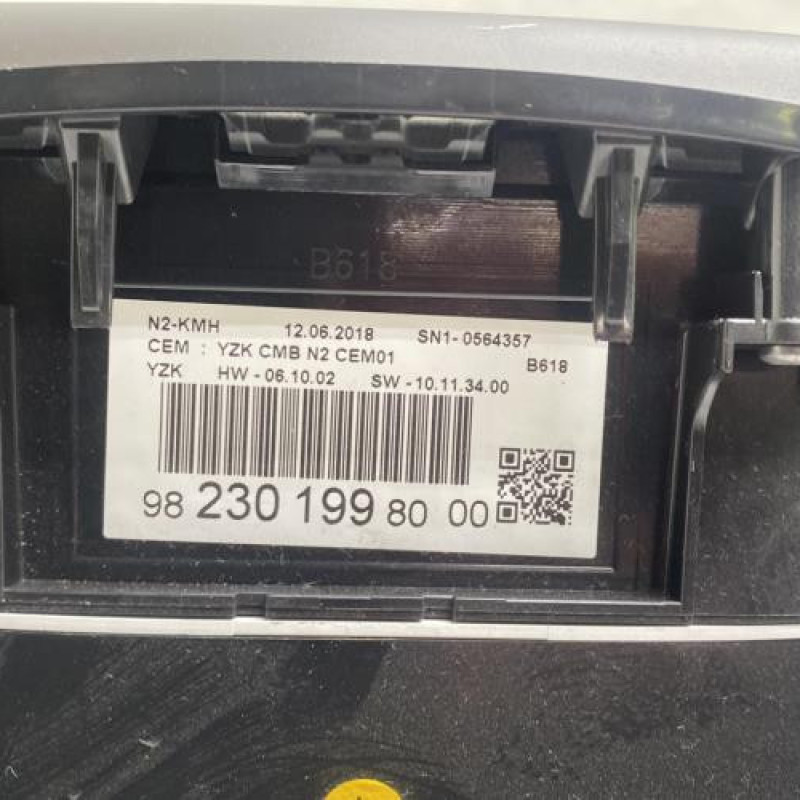 B618
N2-KMH 12.06.2018 SN1-0564357
CEM : YZK CMB N2 CEM01 B618
YZK HW -06.10.02 SW -10.11.34.00
98 230 199 80 00